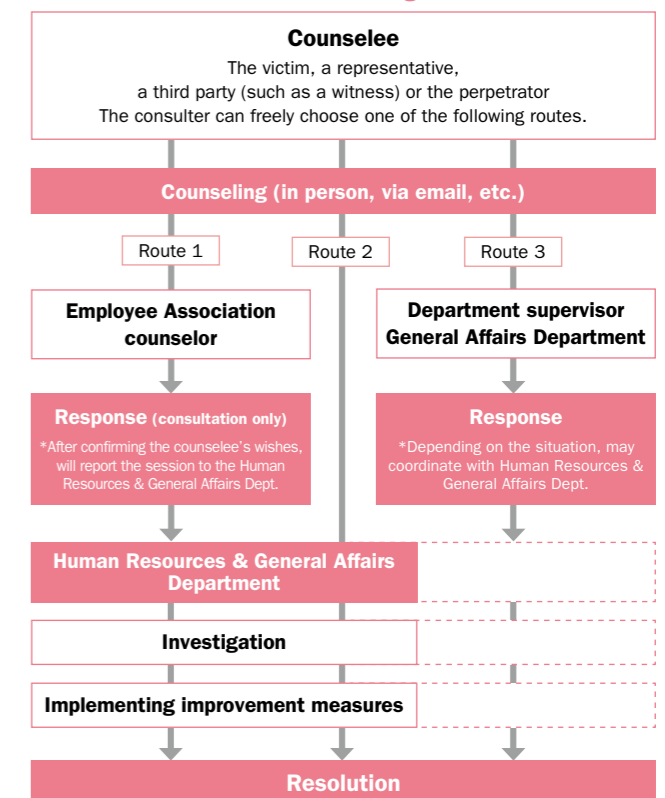 Counselee
The victim, a representative,
a third party (such as a witness) or the perpetrator
The consulter can freely choose one of the following routes.
Counseling (in person, via email, etc.)
Route 1
Route 2
Route 3
Employee Association
counselor
Department supervisor
General Affairs Department
Response (consultation only)
*After confirming the counselee's wishes,
will report the session to the Human
Resources & General Affairs Dept.
Response
*Depending on the situation, may
coordinate with Human Resources &
General Affairs Dept.
Human Resources & General Affairs
Department
Investigation
Implementing improvement measures
Resolution